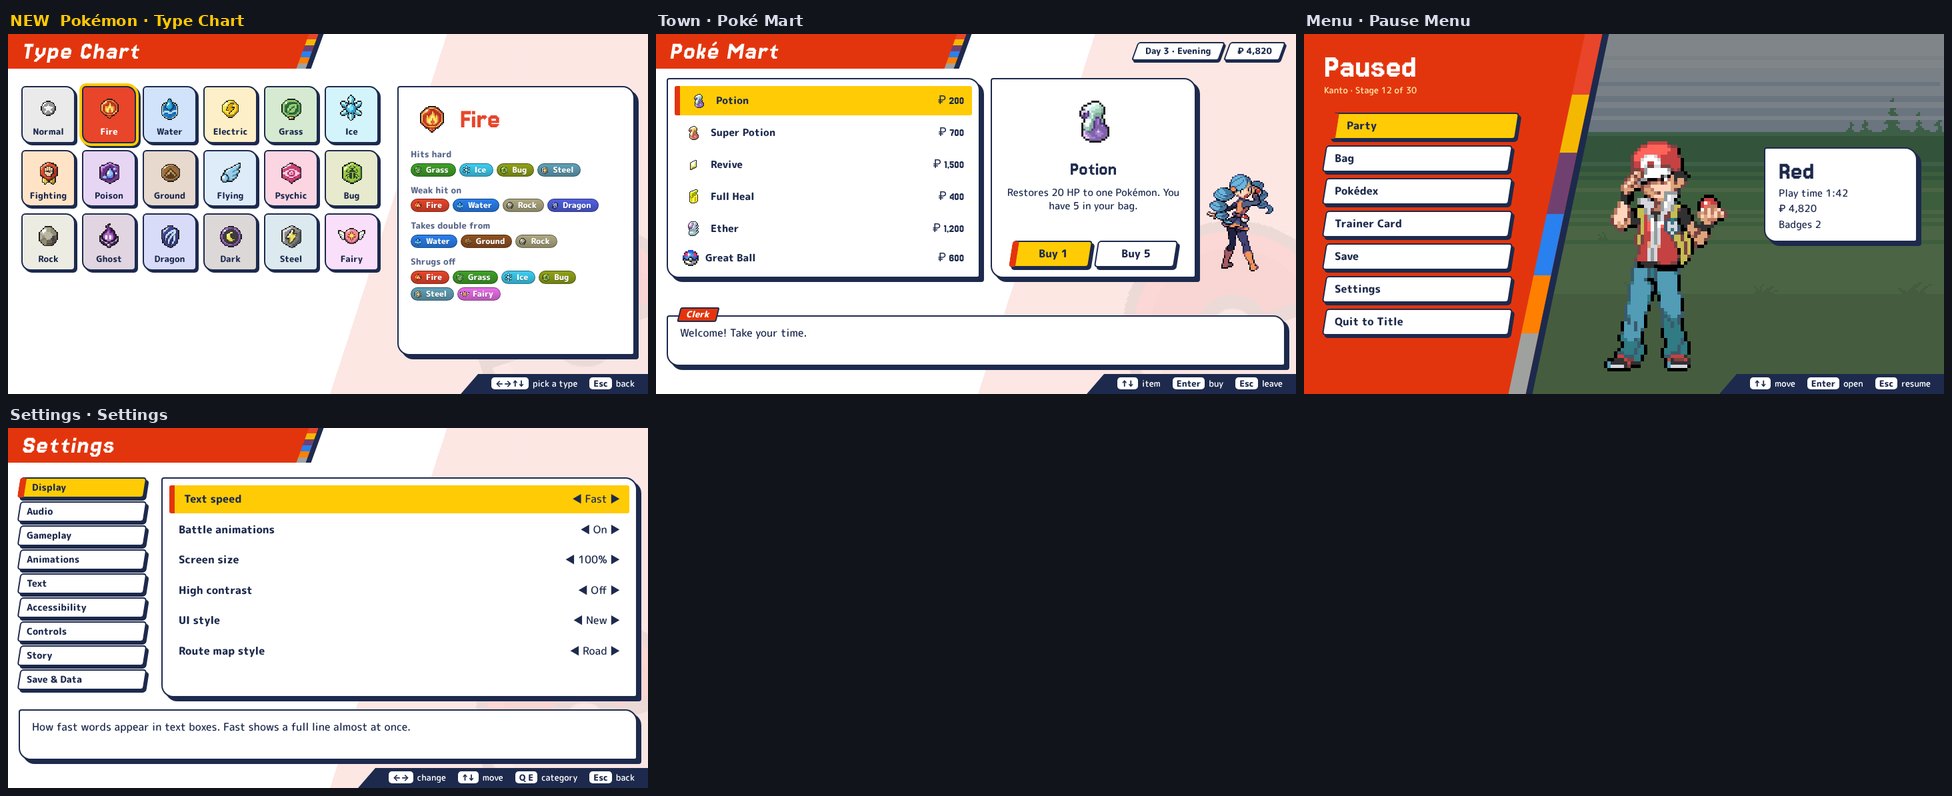 NEW Pokémon · Type Chart
Type Chart
Normal
Fire
Water
Electric
Grass
Ice
Fighting
Poison
Ground
Flying
Psychic
Bug
Rock
Ghost
Dragon
Dark
Steel
Fairy
Fire
Hits hard
Grass Ice Bug Steel
Weak hit on
Fire Water Rock Dragon
Takes double from
Water Ground Rock
Shrugs off
Fire Grass Ice Bug
Steel Fairy
←→↑↓ pick a type Esc back
Town · Poké Mart
Poké Mart
Day 3 · Evening
₽ 4,820
Potion ₽ 200
Super Potion ₽ 700
Revive ₽ 1,500
Full Heal ₽ 400
Ether ₽ 1,200
Great Ball ₽ 600
Potion
Restores 20 HP to one Pokémon. You
have 5 in your bag.
Buy 1
Buy 5
Clerk
Welcome! Take your time.
↑↓ item Enter buy Esc leave
Menu · Pause Menu
Paused
Kanto · Stage 12 of 30
Party
Bag
Pokédex
Trainer Card
Save
Settings
Quit to Title
Red
Play time 1:42
₽ 4,820
Badges 2
↑↓ move Enter open Esc resume
Settings · Settings
Settings
Display
Audio
Gameplay
Animations
Text
Accessibility
Controls
Story
Save & Data
Text speed ◀ Fast ▶
Battle animations ◀ On ▶
Screen size ◀ 100% ▶
High contrast ◀ Off ▶
UI style ◀ New ▶
Route map style ◀ Road ▶
How fast words appear in text boxes. Fast shows a full line almost at once.
←→ change ↑↓ move Q E category Esc back